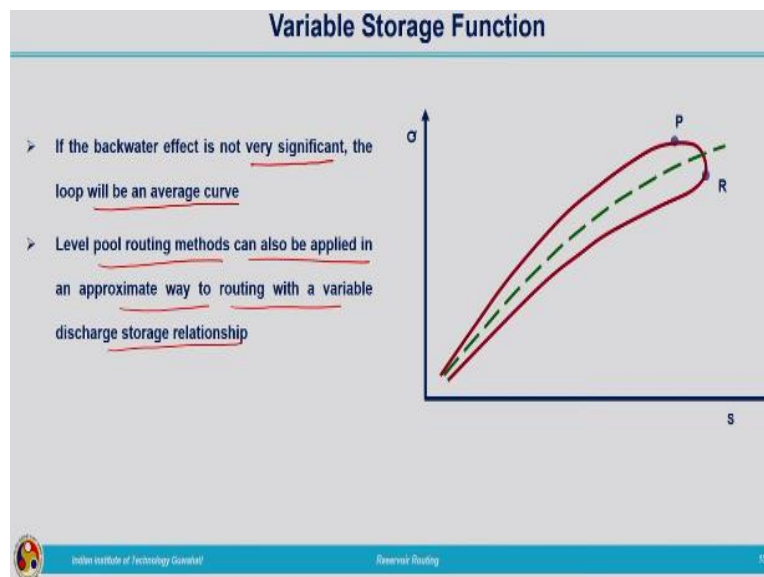 Variable Storage Function
➢ If the backwater effect is not very significant, the
loop will be an average curve
➢ Level pool routing methods can also be applied in
an approximate way to routing with a variable
discharge storage relationship
P
R
S
Indian Institute of Technology Guwahati
Reservoir Routing